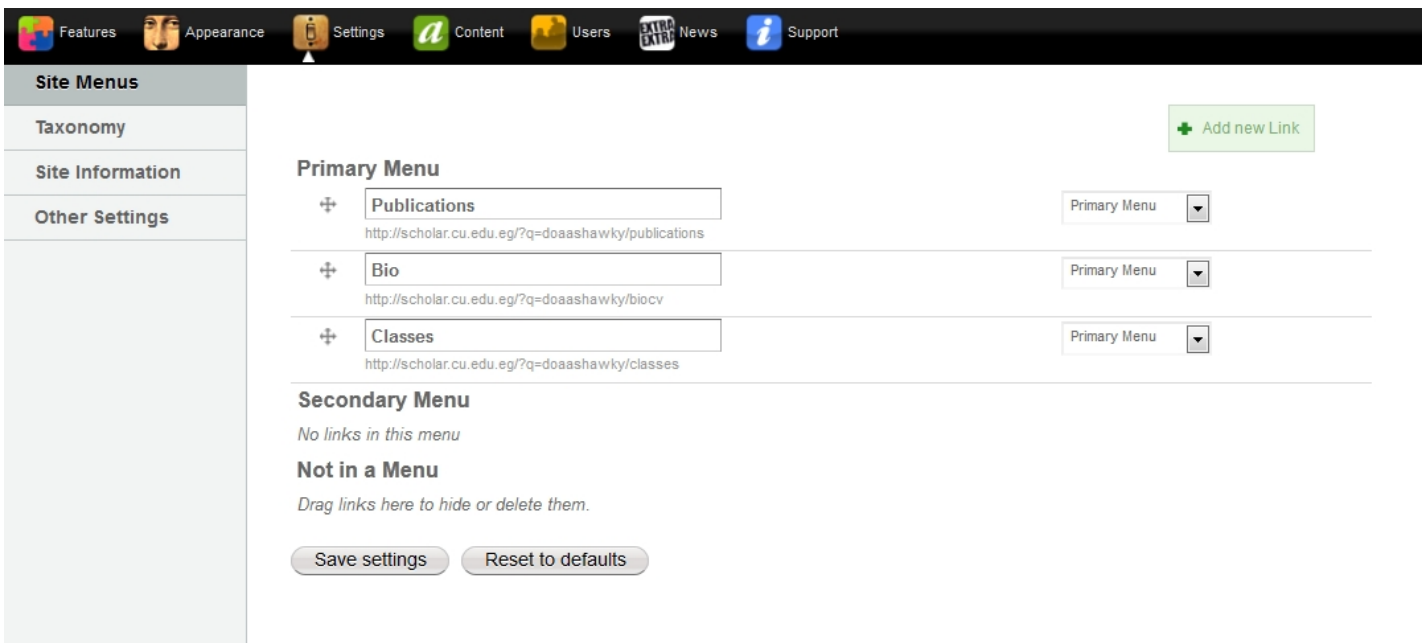 Features Appearance Settings Content Users EXTRA EXTRA News Support
Site Menus
Taxonomy
Site Information
Other Settings
Add new Link
Primary Menu
Publications Primary Menu
http://scholar.cu.edu.eg/?q=doaashawky/publications
Bio Primary Menu
http://scholar.cu.edu.eg/?q=doaashawky/biocv
Classes Primary Menu
http://scholar.cu.edu.eg/?q=doaashawky/classes
Secondary Menu
No links in this menu
Not in a Menu
Drag links here to hide or delete them.
Save settings Reset to defaults